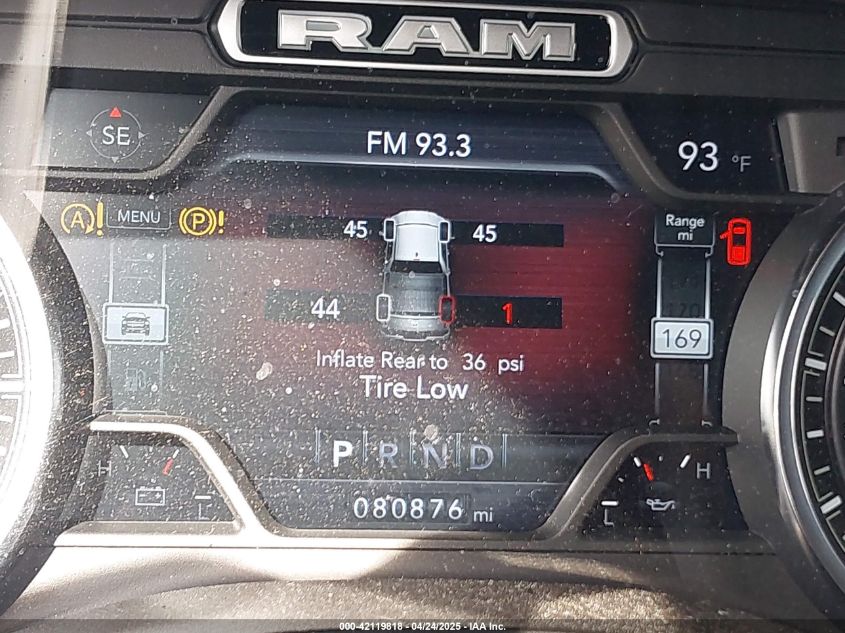 RAM
SE
FM 93.3
93 °F
A! MENU P!
45 45
Range
mi
44 1
169
Inflate Rear to 36 psi
Tire Low
P R N D
H
H
L
080876 mi
L
000-42119818 - 04/24/2025 - IAA Inc.